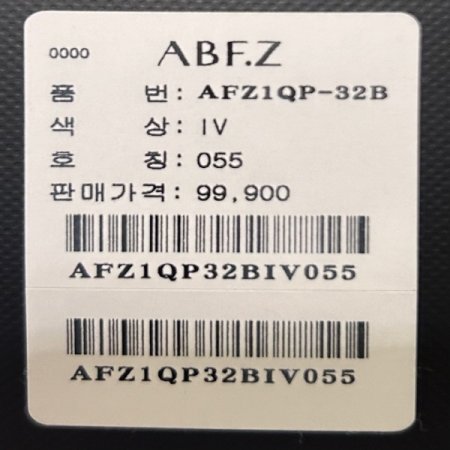 0000 ABF.Z
품 번: AFZ1QP-32B
색 상: IV
호 칭: 055
판매가격: 99,900
AFZ1QP32BIV055
AFZ1QP32BIV055